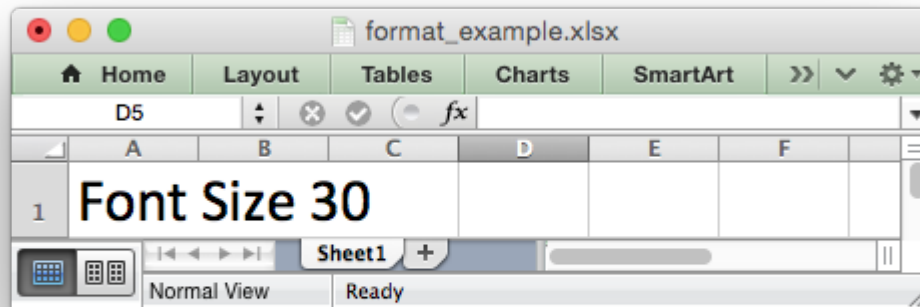 format_example.xlsx
Home Layout Tables Charts SmartArt
D5 fx
A B C D E F
1 Font Size 30
Sheet1 +
Normal View Ready